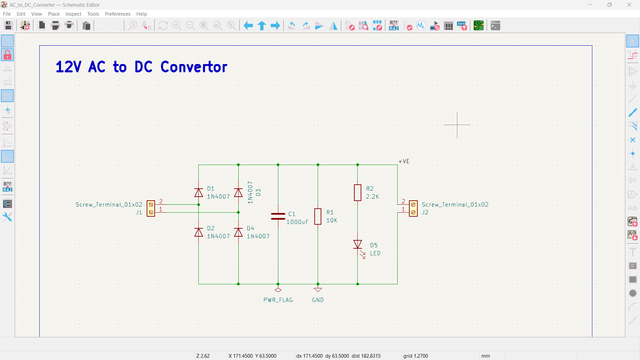 AC_to_DC_Converter — Schematic Editor
File Edit View Place Inspect Tools Preferences Help
12V AC to DC Convertor
+VE
D1
1N4007
D3
1N4007
R2
2.2K
Screw_Terminal_01x02
J1
2
1
C1
1000uf
R1
10K
2
1
Screw_Terminal_01x02
J2
D2
1N4007
D4
1N4007
D5
LED
PWR_FLAG
GND
Z 2.62 X 171.4500 Y 63.5000 dx 171.4500 dy 63.5000 dist 182.8315 grid 1.2700 mm